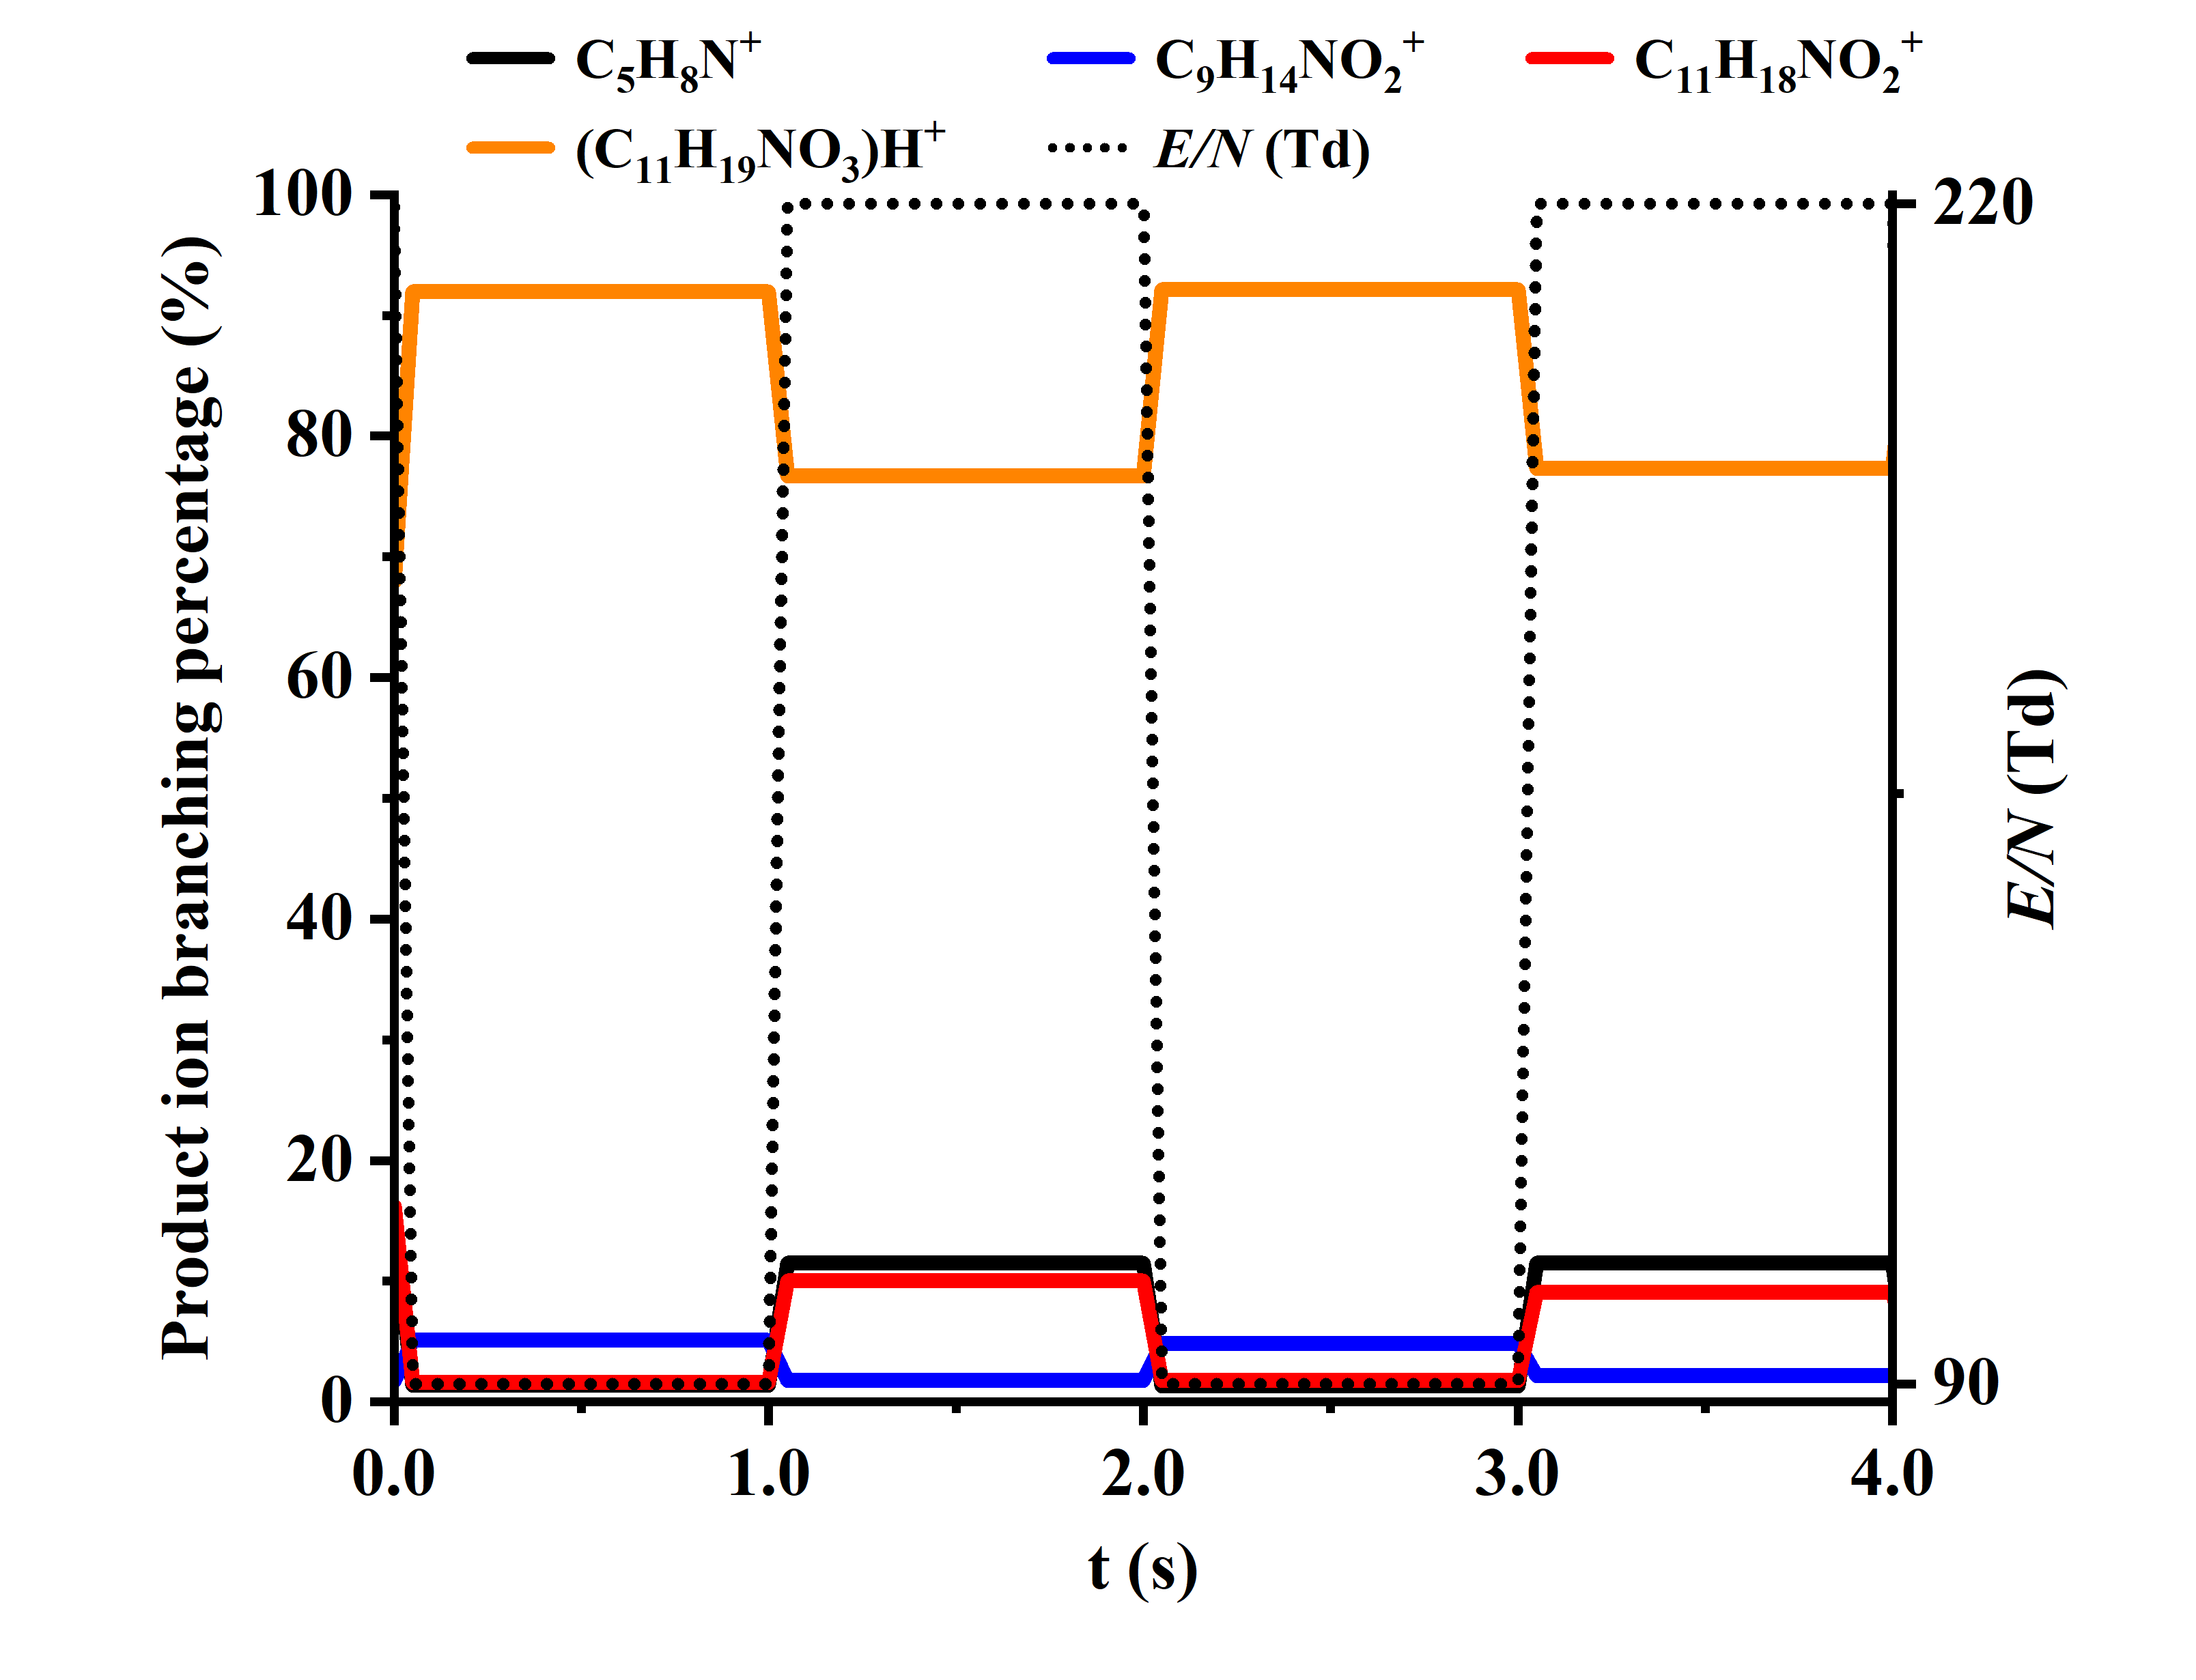 C₅H₈N⁺ C₉H₁₄NO₂⁺ C₁₁H₁₈NO₂⁺
(C₁₁H₁₉NO₃)H⁺ E/N (Td)
Product ion branching percentage (%)
100
80
60
40
20
0
220
90
E/N (Td)
0.0 1.0 2.0 3.0 4.0
t (s)